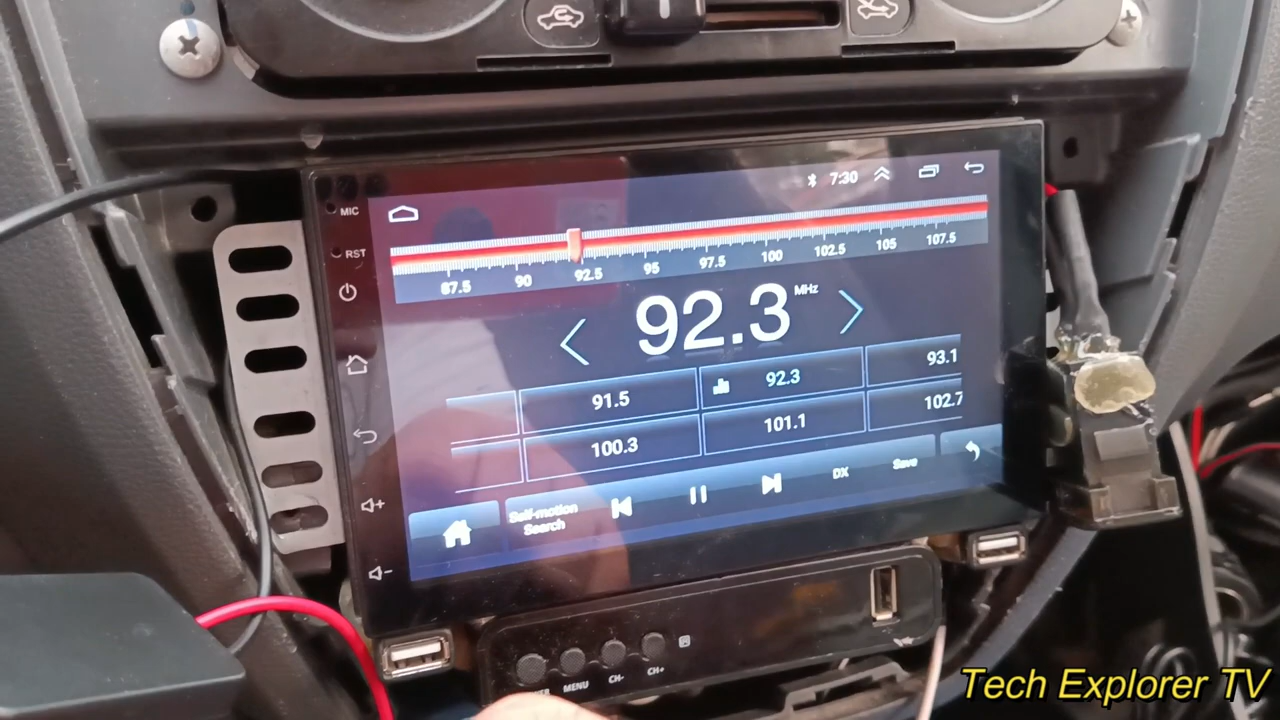 7:30
MIC
RST
87.5 90 92.5 95 97.5 100 102.5 105 107.5
92.3 MHz
91.5 92.3 93.1
100.3 101.1 102.7
Self-motion
Search
DX
Save
MENU CH- CH+
Tech Explorer TV